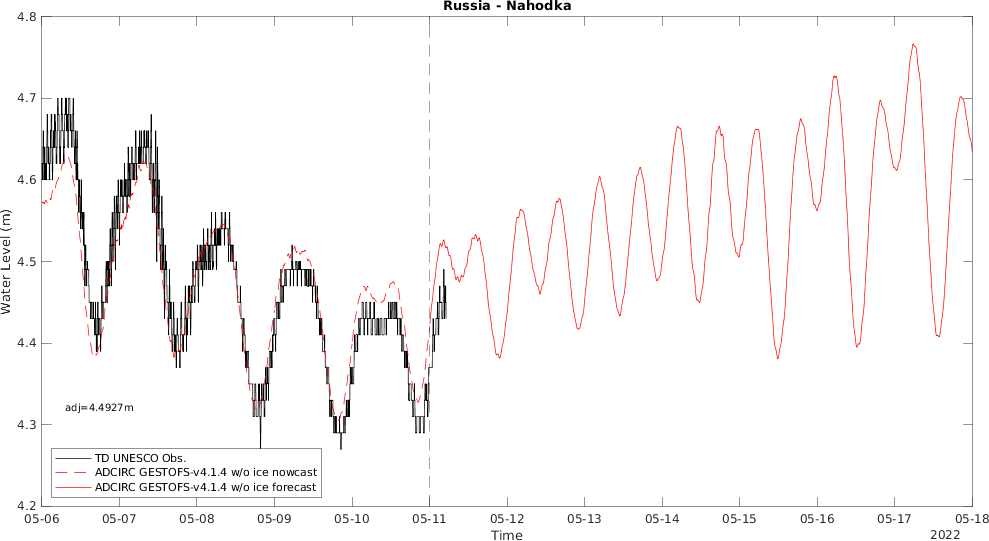 Russia - Nahodka
4.8
4.7
4.6
4.5
4.4
4.3
4.2
Water Level (m)
adj=4.4927m
TD UNESCO Obs.
ADCIRC GESTOFS-v4.1.4 w/o ice nowcast
ADCIRC GESTOFS-v4.1.4 w/o ice forecast
05-06 05-07 05-08 05-09 05-10 05-11 05-12 05-13 05-14 05-15 05-16 05-17 05-18
Time
2022